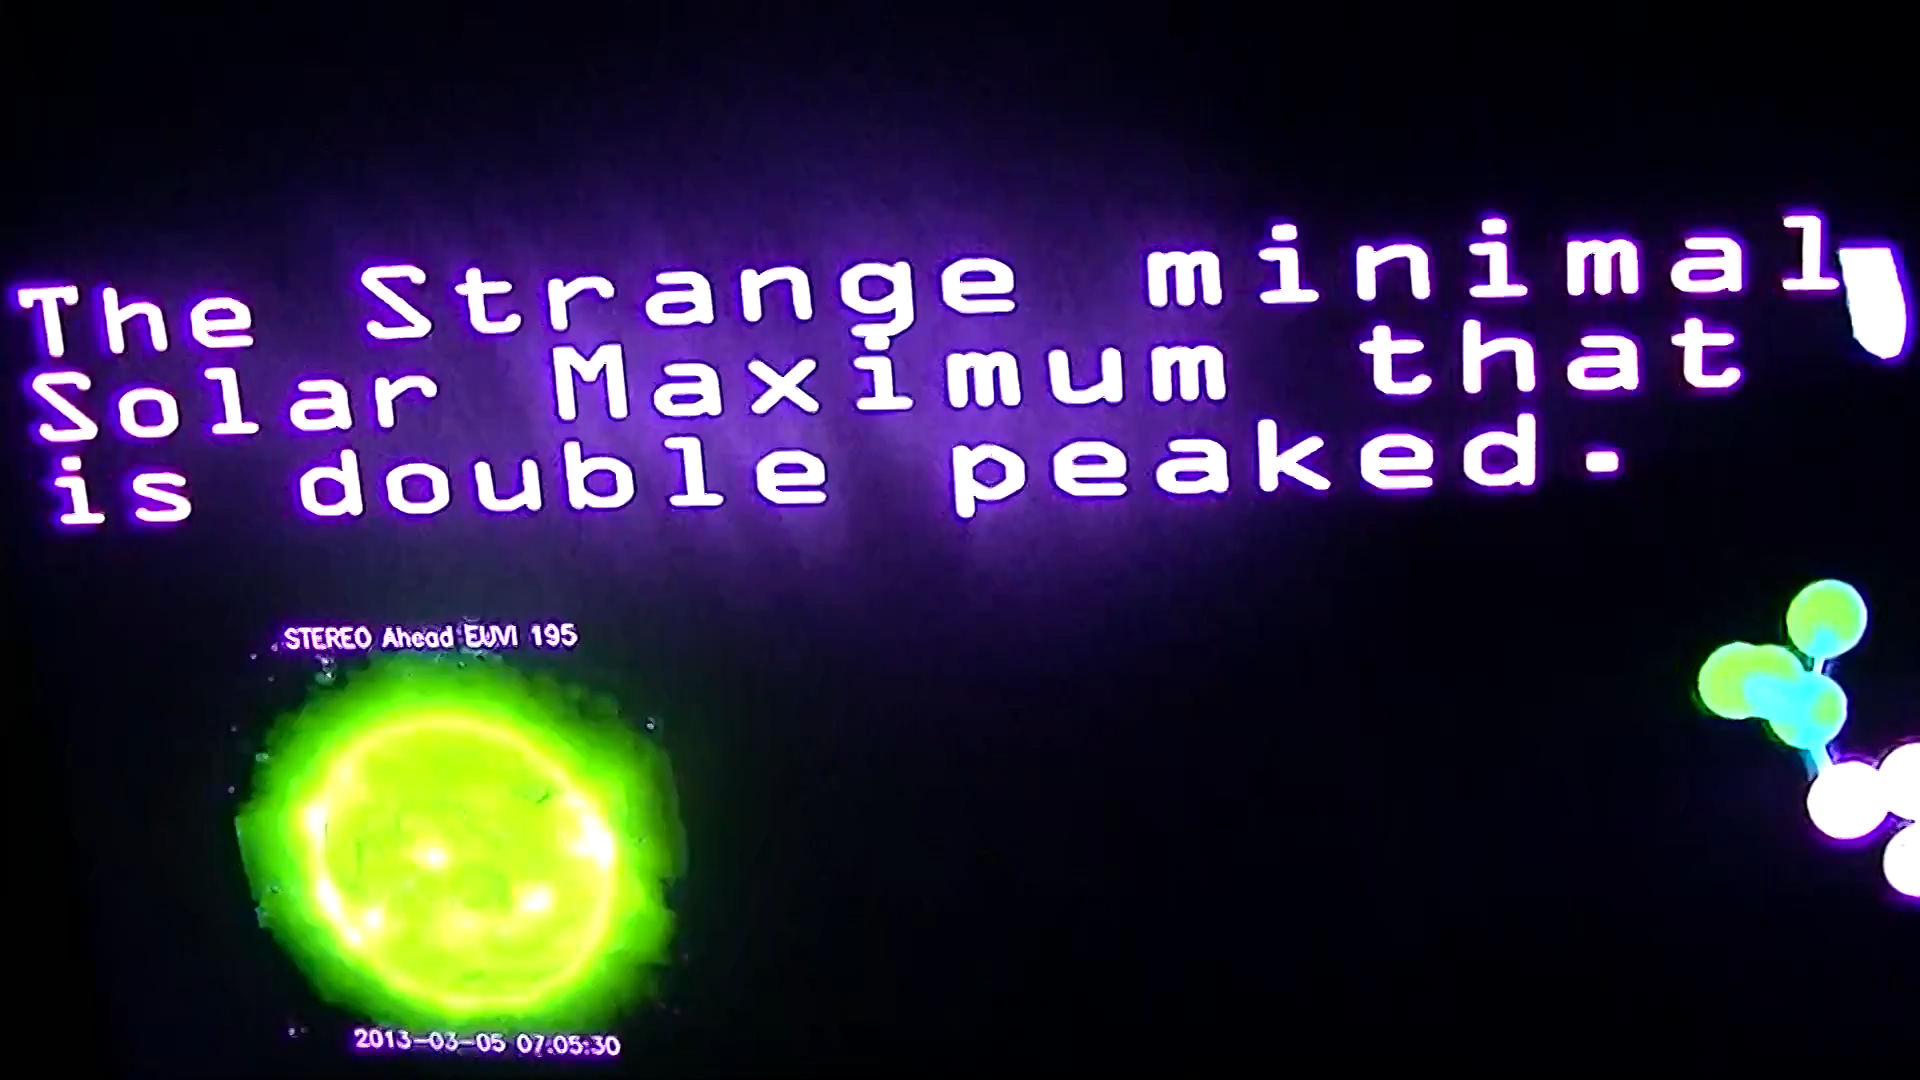 The Strange minimal
Solar Maximum that
is double peaked.
STEREO Ahead EUVI 195
2013-03-05 07:05:30